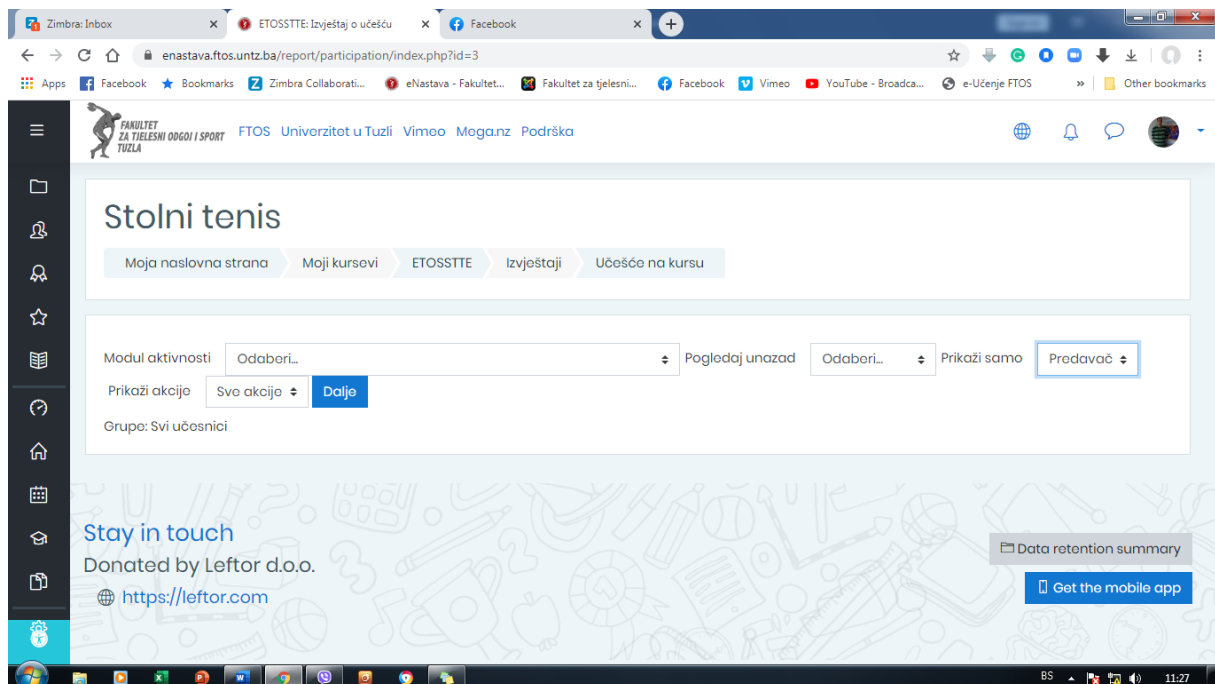 Zimbra: Inbox
ETOSSTTE: Izvještaj o učešću
Facebook
enastava.ftos.untz.ba/report/participation/index.php?id=3
Apps Facebook Bookmarks Zimbra Collaborati... eNastava - Fakultet... Fakultet za tjelesni... Facebook Vimeo YouTube - Broadca... e-Učenje FTOS » Other bookmarks
FAKULTET
ZA TJELESNI ODGOJ I SPORT
TUZLA
FTOS Univerzitet u Tuzli Vimeo Mega.nz Podrška
Stolni tenis
Moja naslovna strana Moji kursevi ETOSSTTE Izvještaji Učešće na kursu
Modul aktivnosti Odaberi... Pogledaj unazad Odaberi... Prikaži samo Predavač
Prikaži akcije Sve akcije Dalje
Grupe: Svi učesnici
Stay in touch
Donated by Leftor d.o.o.
https://leftor.com
Data retention summary
Get the mobile app
BS 11:27